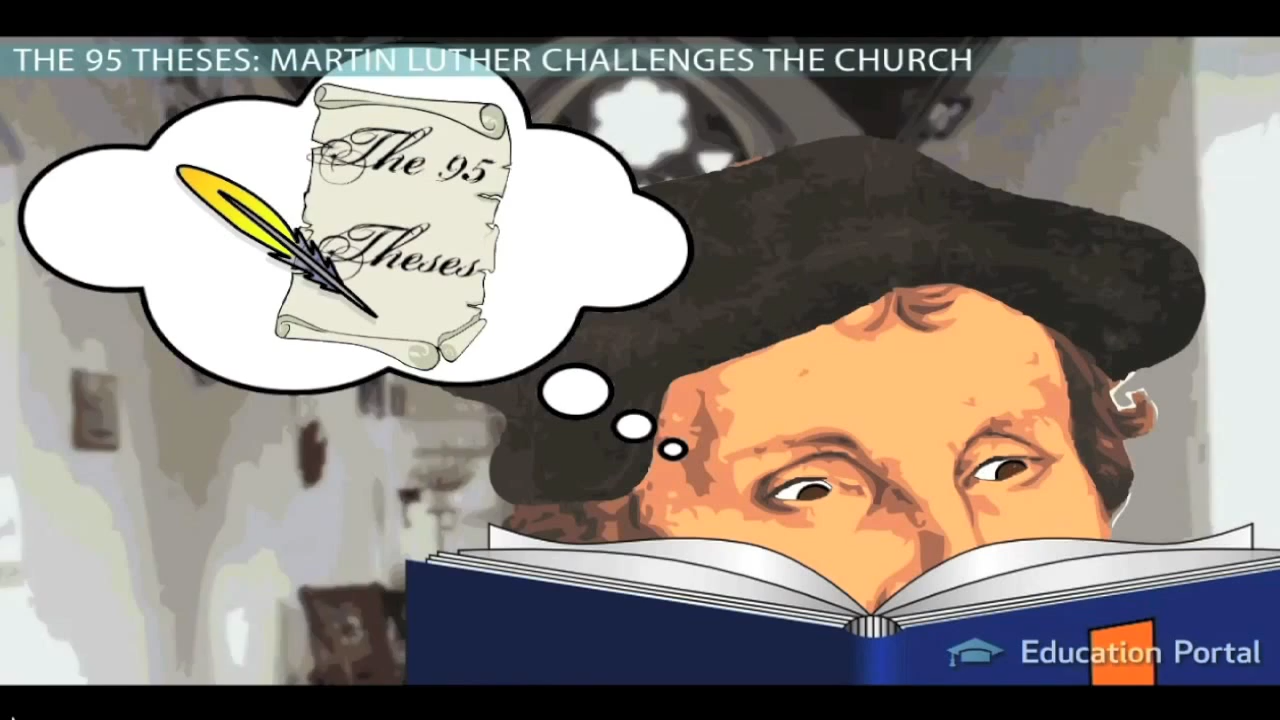 THE 95 THESES: MARTIN LUTHER CHALLENGES THE CHURCH
The 95
Theses
Education Portal